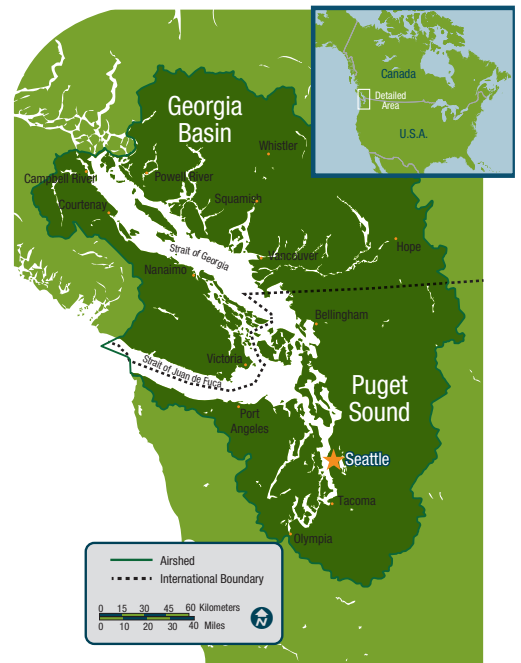 Canada
Detailed
Area
U.S.A.
Georgia
Basin
Whistler
Campbell River
Powell River
Courtenay
Squamish
Strait of Georgia
Vancouver
Hope
Nanaimo
Bellingham
Victoria
Strait of Juan de Fuca
Puget
Sound
Port
Angeles
Seattle
Tacoma
Olympia
Airshed
International Boundary
0 15 30 45 60 Kilometers
0 10 20 30 40 Miles
N